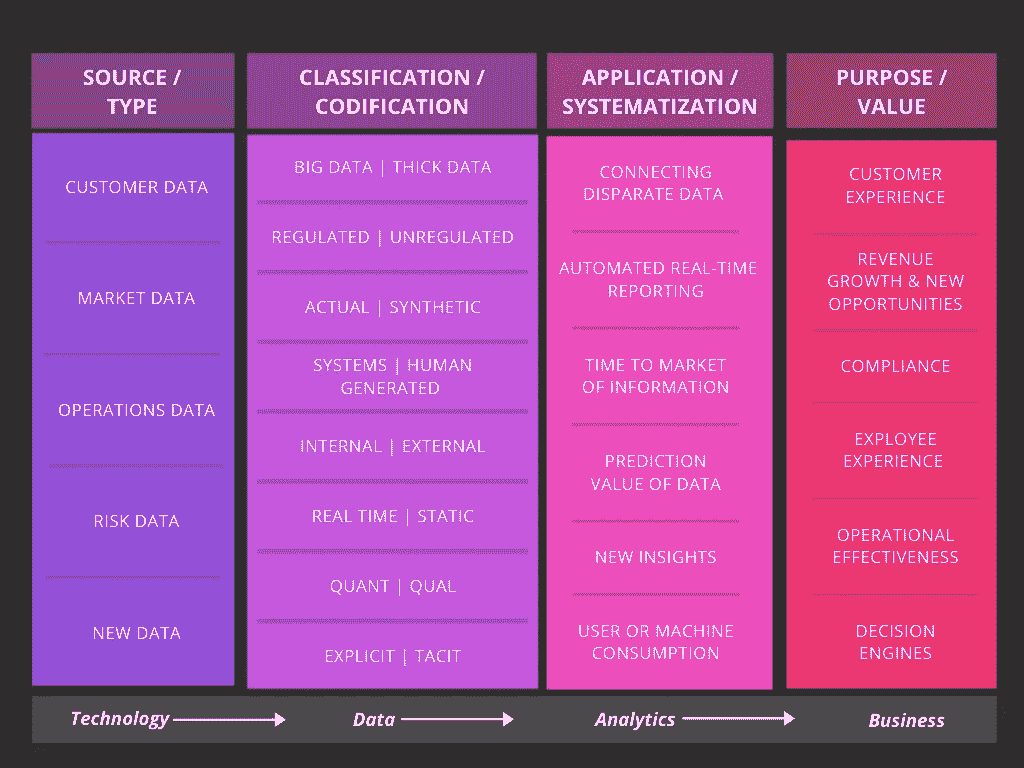 SOURCE /
TYPE
CUSTOMER DATA
MARKET DATA
OPERATIONS DATA
RISK DATA
NEW DATA
CLASSIFICATION /
CODIFICATION
BIG DATA | THICK DATA
REGULATED | UNREGULATED
ACTUAL | SYNTHETIC
SYSTEMS | HUMAN
GENERATED
INTERNAL | EXTERNAL
REAL TIME | STATIC
QUANT | QUAL
EXPLICIT | TACIT
APPLICATION /
SYSTEMATIZATION
CONNECTING
DISPARATE DATA
AUTOMATED REAL-TIME
REPORTING
TIME TO MARKET
OF INFORMATION
PREDICTION
VALUE OF DATA
NEW INSIGHTS
USER OR MACHINE
CONSUMPTION
PURPOSE /
VALUE
CUSTOMER
EXPERIENCE
REVENUE
GROWTH & NEW
OPPORTUNITIES
COMPLIANCE
EXPLOYEE
EXPERIENCE
OPERATIONAL
EFFECTIVENESS
DECISION
ENGINES
Technology
Data
Analytics
Business